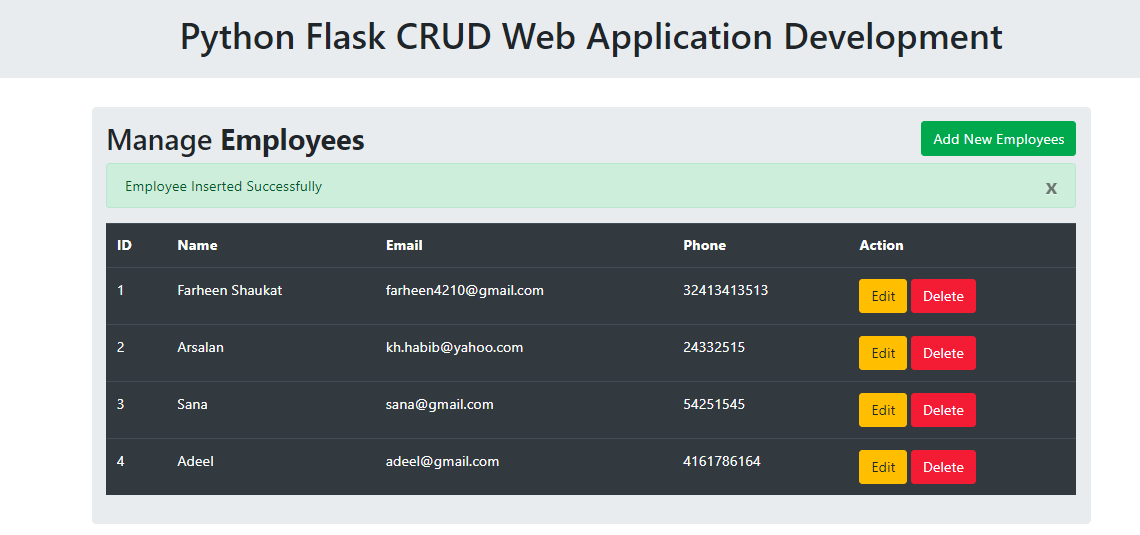 Python Flask CRUD Web Application Development
Manage Employees Add New Employees
Employee Inserted Successfully x
ID Name Email Phone Action
1 Farheen Shaukat farheen4210@gmail.com 32413413513 Edit Delete
2 Arsalan kh.habib@yahoo.com 24332515 Edit Delete
3 Sana sana@gmail.com 54251545 Edit Delete
4 Adeel adeel@gmail.com 4161786164 Edit Delete